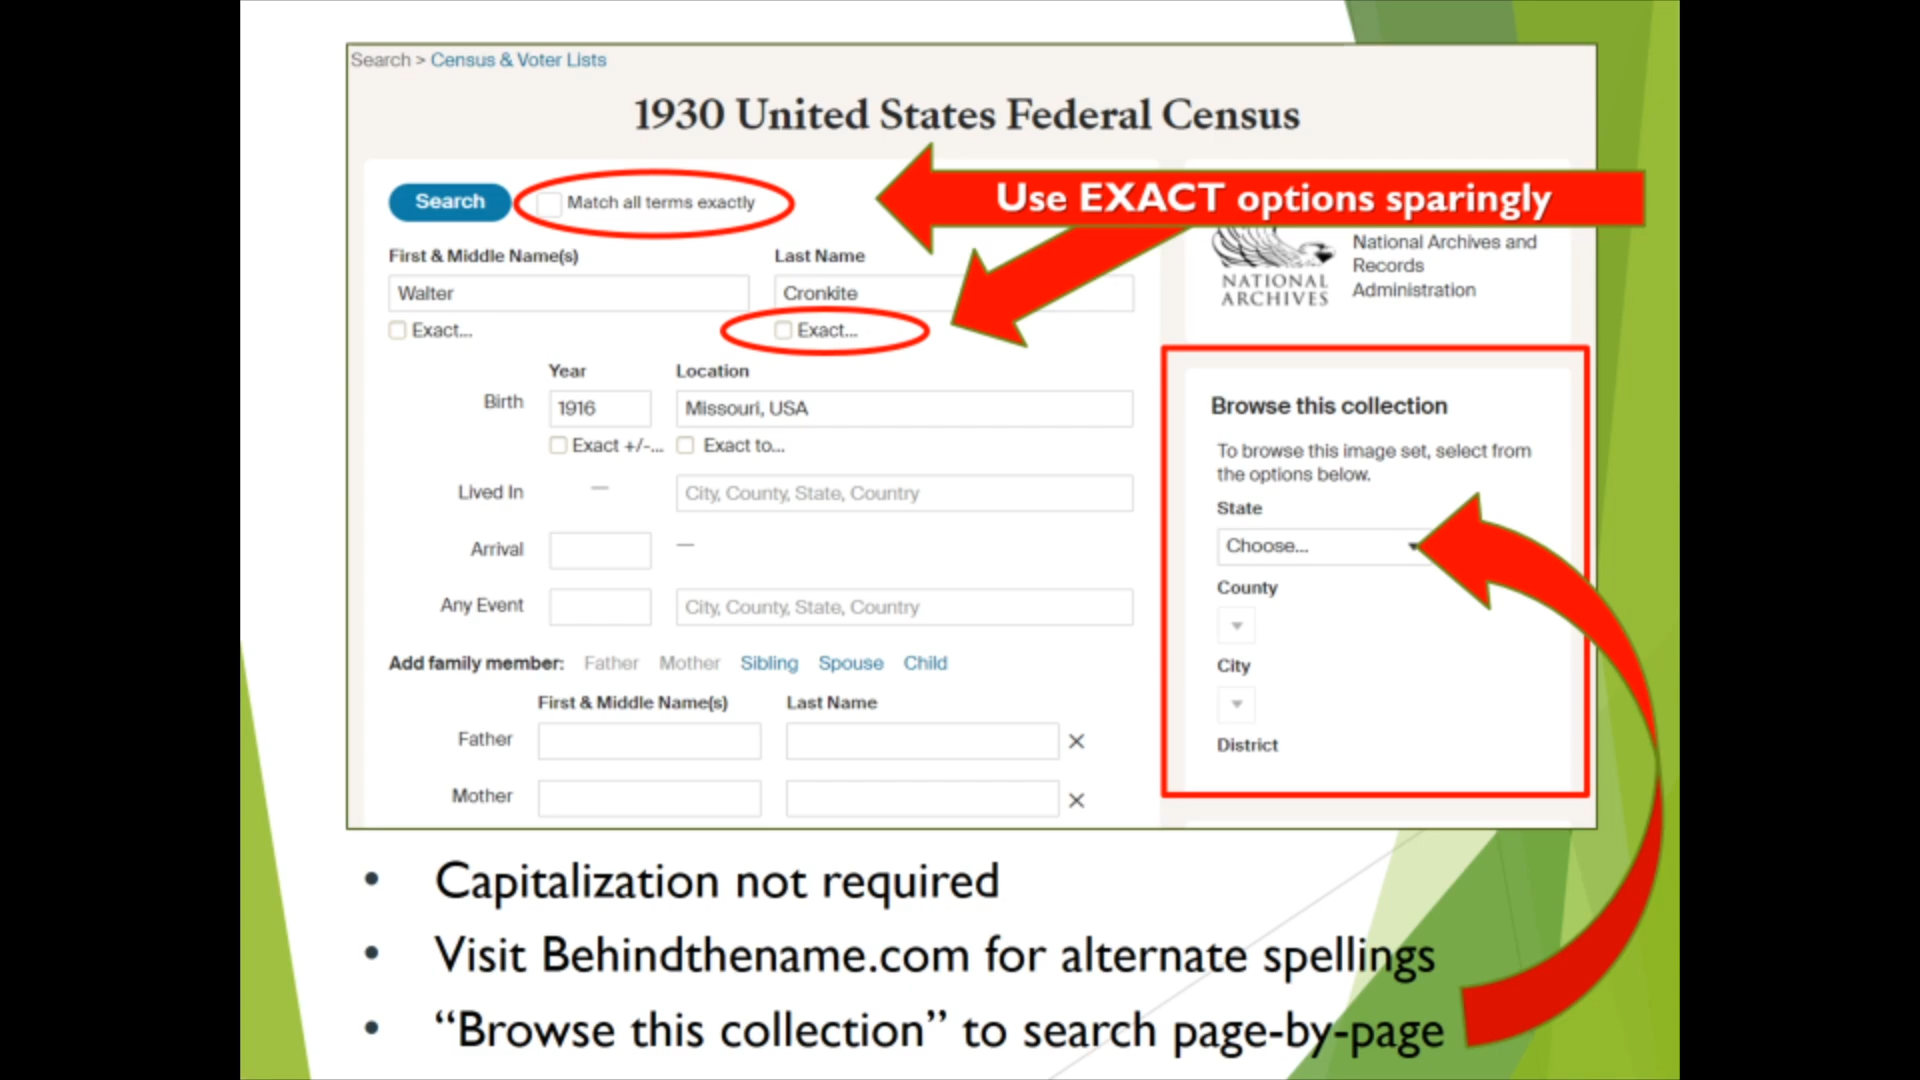 Search > Census & Voter Lists
1930 United States Federal Census
Search
Match all terms exactly
Use EXACT options sparingly
First & Middle Name(s)
Last Name
Walter
Cronkite
Exact...
Exact...
NATIONAL
ARCHIVES
National Archives and
Records
Administration
Year
Location
Birth
1916
Missouri, USA
Exact +/-...
Exact to...
Lived In
—
City, County, State, Country
Arrival
—
Any Event
City, County, State, Country
Add family member: Father Mother Sibling Spouse Child
First & Middle Name(s)
Last Name
Father
Mother
Browse this collection
To browse this image set, select from
the options below.
State
Choose...
County
City
District
• Capitalization not required
• Visit Behindthename.com for alternate spellings
• “Browse this collection” to search page-by-page